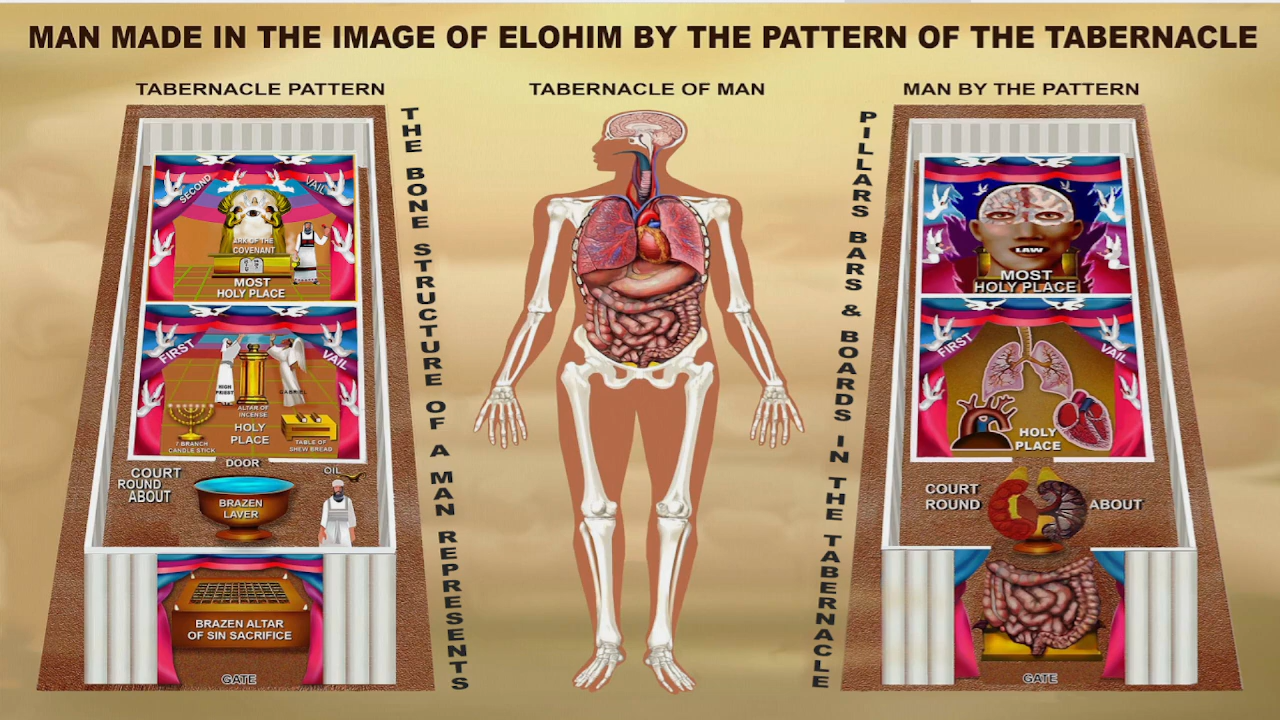 MAN MADE IN THE IMAGE OF ELOHIM BY THE PATTERN OF THE TABERNACLE
TABERNACLE PATTERN
SECOND
VAIL
ARK OF THE
COVENANT
MOST
HOLY PLACE
FIRST
VAIL
HIGH
PRIEST
GABRIEL
ALTAR OF
INCENSE
HOLY
PLACE
7 BRANCH
CANDLE STICK
TABLE OF
SHEW BREAD
DOOR
COURT
ROUND
ABOUT
OIL
BRAZEN
LAVER
BRAZEN ALTAR
OF SIN SACRIFICE
GATE
THE BONE STRUCTURE OF A MAN REPRESENTS
TABERNACLE OF MAN
PILLARS BARS & BOARDS IN THE TABERNACLE
MAN BY THE PATTERN
LAW
MOST
HOLY PLACE
FIRST
VAIL
HOLY
PLACE
COURT
ROUND
ABOUT
GATE